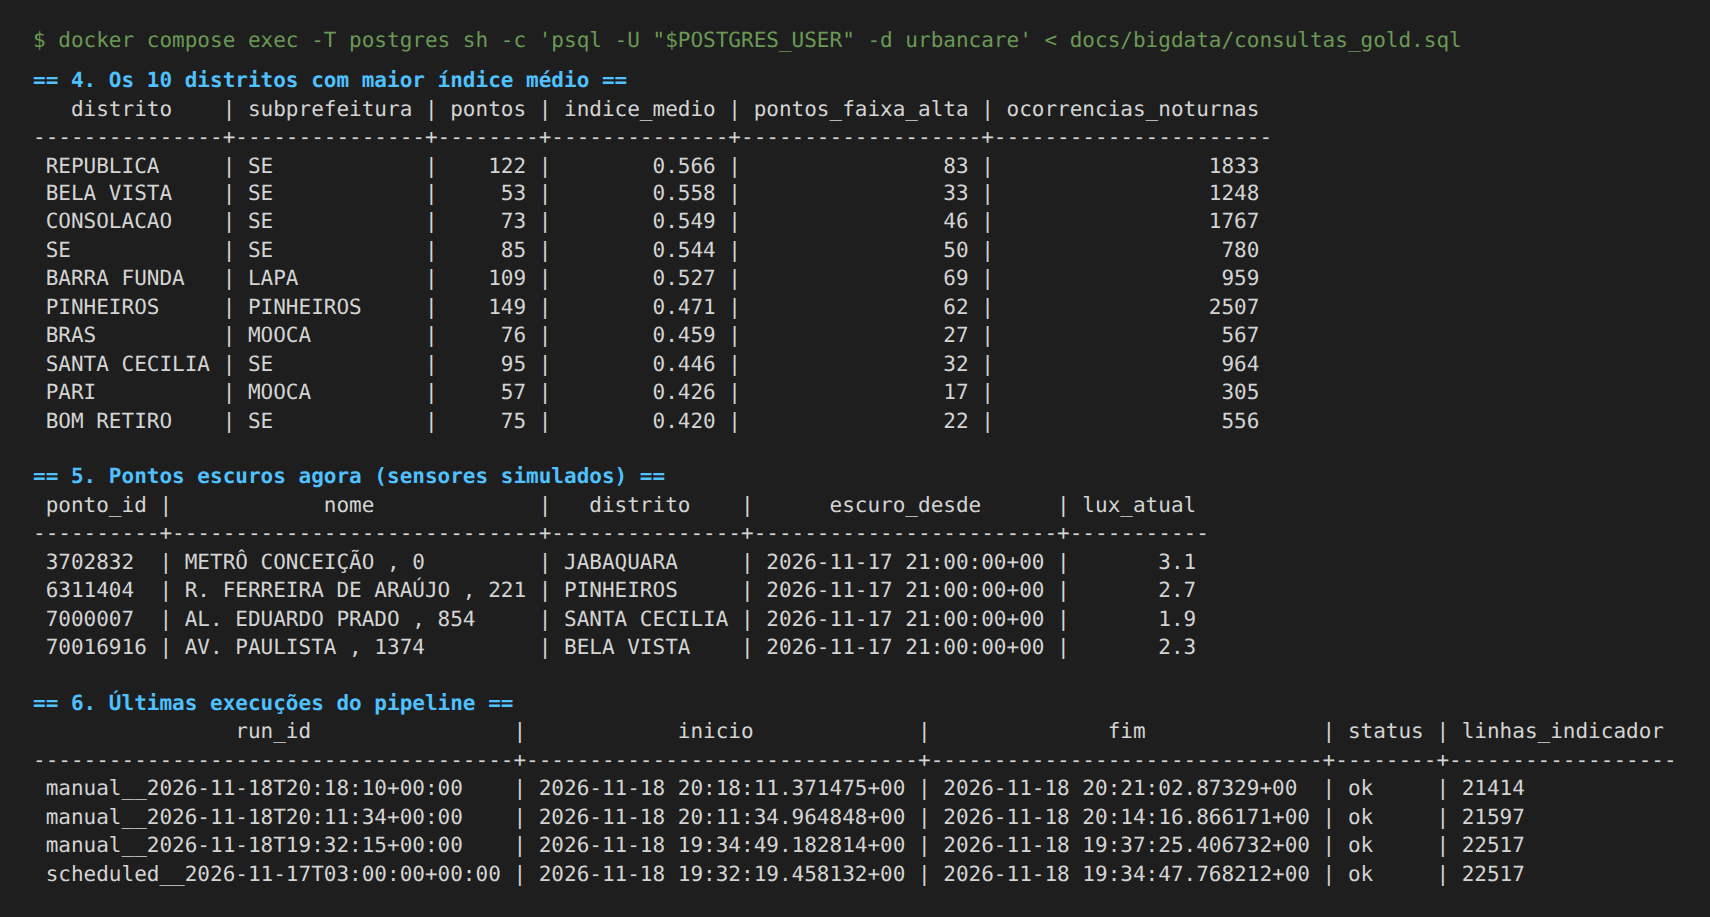 $ docker compose exec -T postgres sh -c 'psql -U "$POSTGRES_USER" -d urbancare' < docs/bigdata/consultas_gold.sql
== 4. Os 10 distritos com maior índice médio ==
   distrito    | subprefeitura | pontos | indice_medio | pontos_faixa_alta | ocorrencias_noturnas
---------------+---------------+--------+--------------+-------------------+----------------------
 REPUBLICA     | SE            |    122 |        0.566 |                83 |                 1833
 BELA VISTA    | SE            |     53 |        0.558 |                33 |                 1248
 CONSOLACAO    | SE            |     73 |        0.549 |                46 |                 1767
 SE            | SE            |     85 |        0.544 |                50 |                  780
 BARRA FUNDA   | LAPA          |    109 |        0.527 |                69 |                  959
 PINHEIROS     | PINHEIROS     |    149 |        0.471 |                62 |                 2507
 BRAS          | MOOCA         |     76 |        0.459 |                27 |                  567
 SANTA CECILIA | SE            |     95 |        0.446 |                32 |                  964
 PARI          | MOOCA         |     57 |        0.426 |                17 |                  305
 BOM RETIRO    | SE            |     75 |        0.420 |                22 |                  556
== 5. Pontos escuros agora (sensores simulados) ==
 ponto_id |            nome             |   distrito    |      escuro_desde      | lux_atual
----------+-----------------------------+---------------+------------------------+-----------
 3702832  | METRÔ CONCEIÇÃO , 0         | JABAQUARA     | 2026-11-17 21:00:00+00 |       3.1
 6311404  | R. FERREIRA DE ARAÚJO , 221 | PINHEIROS     | 2026-11-17 21:00:00+00 |       2.7
 7000007  | AL. EDUARDO PRADO , 854     | SANTA CECILIA | 2026-11-17 21:00:00+00 |       1.9
 70016916 | AV. PAULISTA , 1374         | BELA VISTA    | 2026-11-17 21:00:00+00 |       2.3
== 6. Últimas execuções do pipeline ==
                run_id                |            inicio             |              fim              | status | linhas_indicador
--------------------------------------+-------------------------------+-------------------------------+--------+------------------
 manual__2026-11-18T20:18:10+00:00    | 2026-11-18 20:18:11.371475+00 | 2026-11-18 20:21:02.87329+00  | ok     | 21414
 manual__2026-11-18T20:11:34+00:00    | 2026-11-18 20:11:34.964848+00 | 2026-11-18 20:14:16.866171+00 | ok     | 21597
 manual__2026-11-18T19:32:15+00:00    | 2026-11-18 19:34:49.182814+00 | 2026-11-18 19:37:25.406732+00 | ok     | 22517
 scheduled__2026-11-17T03:00:00+00:00 | 2026-11-18 19:32:19.458132+00 | 2026-11-18 19:34:47.768212+00 | ok     | 22517